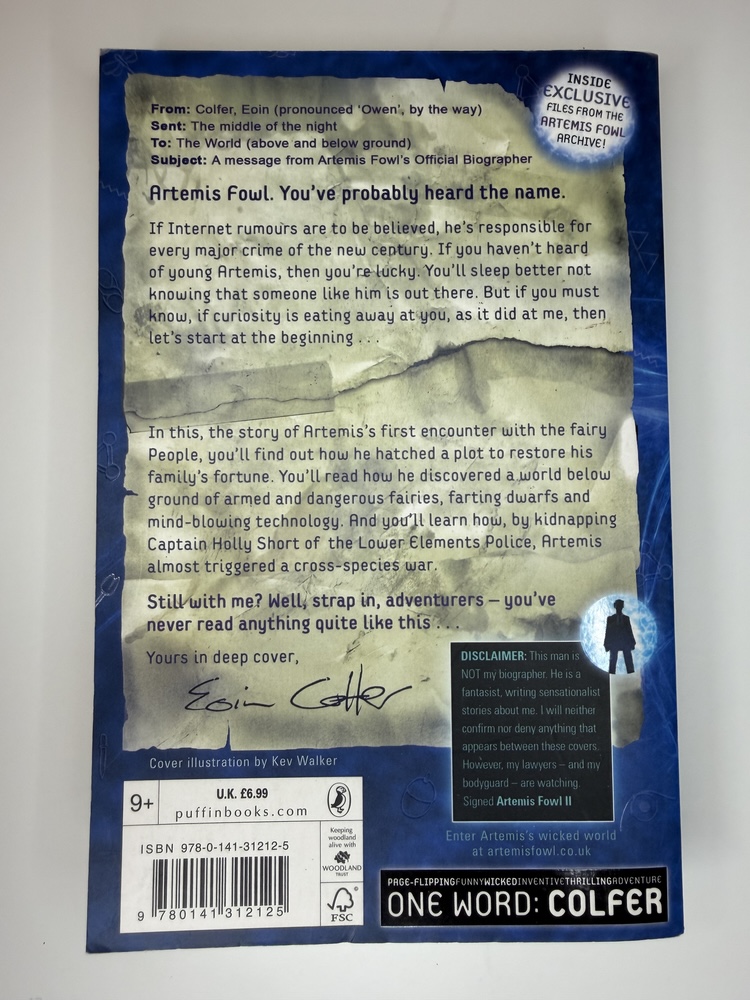 INSIDE
EXCLUSIVE
FILES FROM THE
ARTEMIS FOWL
ARCHIVE!
From: Colfer, Eoin (pronounced 'Owen', by the way)
Sent: The middle of the night
To: The World (above and below ground)
Subject: A message from Artemis Fowl's Official Biographer
Artemis Fowl. You've probably heard the name.
If Internet rumours are to be believed, he's responsible for
every major crime of the new century. If you haven't heard
of young Artemis, then you're lucky. You'll sleep better not
knowing that someone like him is out there. But if you must
know, if curiosity is eating away at you, as it did at me, then
let's start at the beginning . . .
In this, the story of Artemis's first encounter with the fairy
People, you'll find out how he hatched a plot to restore his
family's fortune. You'll read how he discovered a world below
ground of armed and dangerous fairies, farting dwarfs and
mind-blowing technology. And you'll learn how, by kidnapping
Captain Holly Short of the Lower Elements Police, Artemis
almost triggered a cross-species war.
Still with me? Well, strap in, adventurers – you've
never read anything quite like this . . .
Yours in deep cover,
Eoin Colfer
DISCLAIMER: This man is
NOT my biographer. He is a
fantasist, writing sensationalist
stories about me. I will neither
confirm nor deny anything that
appears between these covers.
However, my lawyers – and my
bodyguard – are watching.
Signed Artemis Fowl II
Cover illustration by Kev Walker
9+
U.K. £6.99
puffinbooks.com
ISBN 978-0-141-31212-5
9 780141 312125
Keeping
woodland
alive with
WOODLAND
TRUST
FSC
Enter Artemis's wicked world
at artemisfowl.co.uk
PAGE-FLIPPINGFUNNYWICKEDINVENTIVETHRILLINGADVENTURE
ONE WORD: COLFER